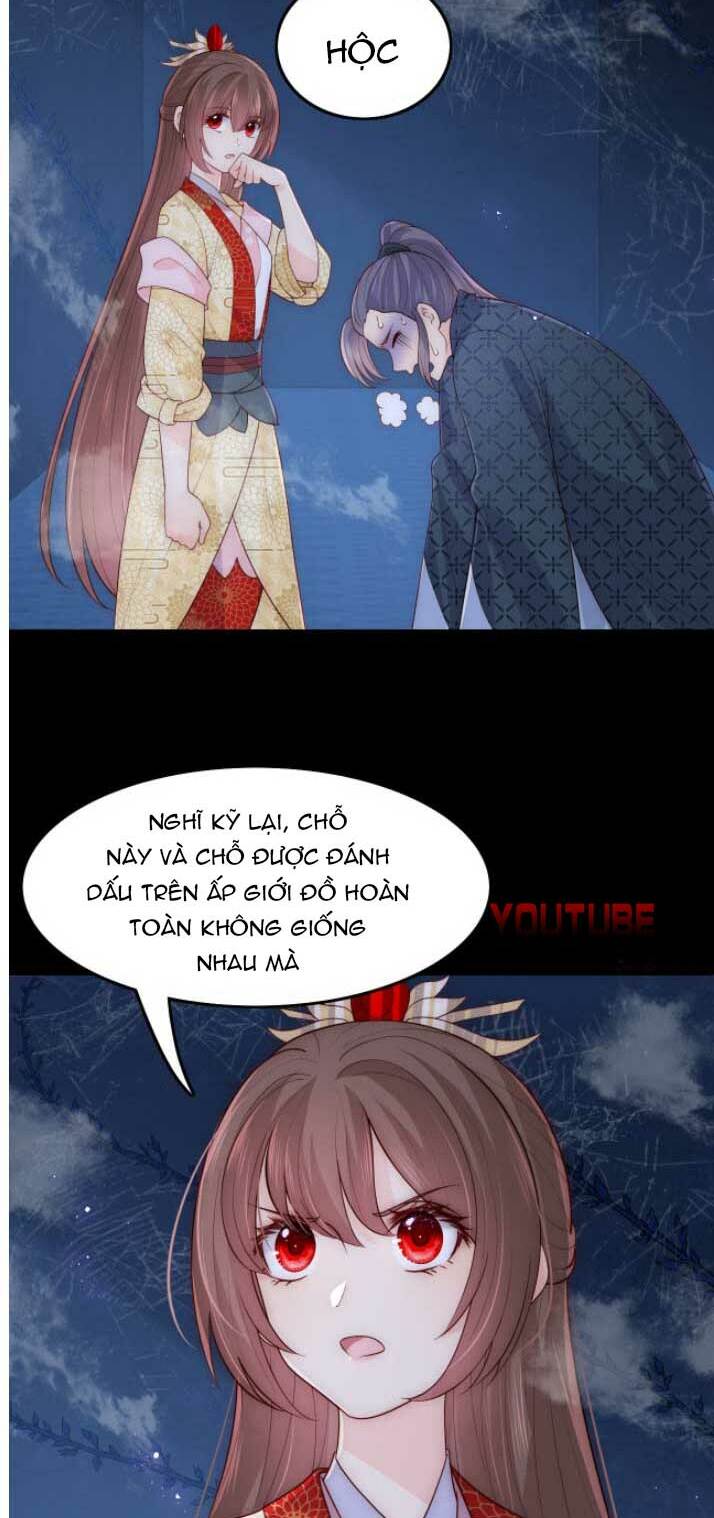 HỘC
NGHĨ KỸ LẠI, CHỖ
NÀY VÀ CHỖ ĐƯỢC ĐÁNH
DẤU TRÊN ẤP GIỚI ĐỒ HOÀN
TOÀN KHÔNG GIỐNG
NHAU MÀ
YOUTUBE